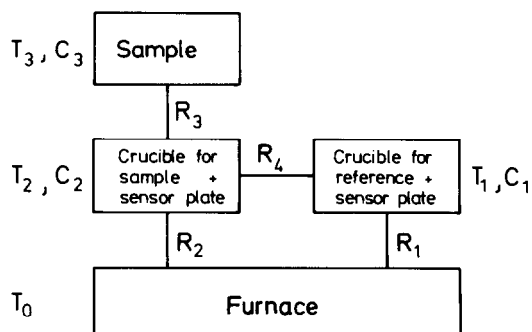 T3, C3 Sample
R3
Crucible for R4 Crucible for
T2, C2 sample + reference + T1, C1
sensor plate sensor plate
R2 R1
T0 Furnace